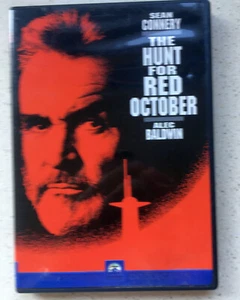 SEAN
CONNERY
THE
HUNT
FOR
RED
OCTOBER
ALEC
BALDWIN